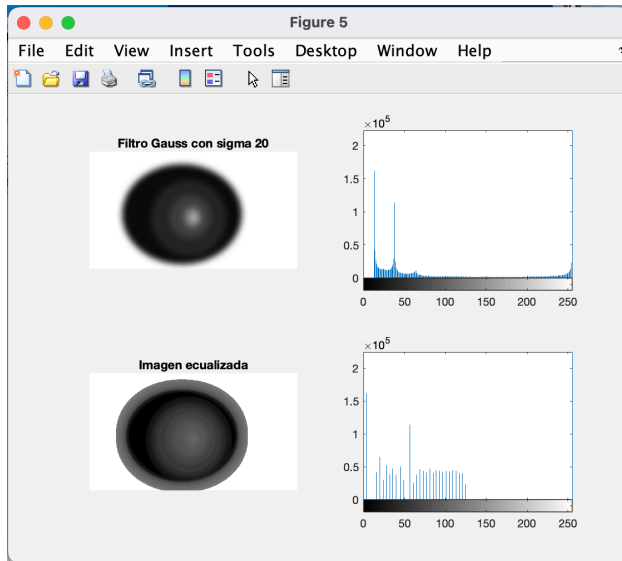 Figure 5
File Edit View Insert Tools Desktop Window Help
Filtro Gauss con sigma 20
×10^5
2
1.5
1
0.5
0
0 50 100 150 200 250
Imagen ecualizada
×10^5
2
1.5
1
0.5
0
0 50 100 150 200 250